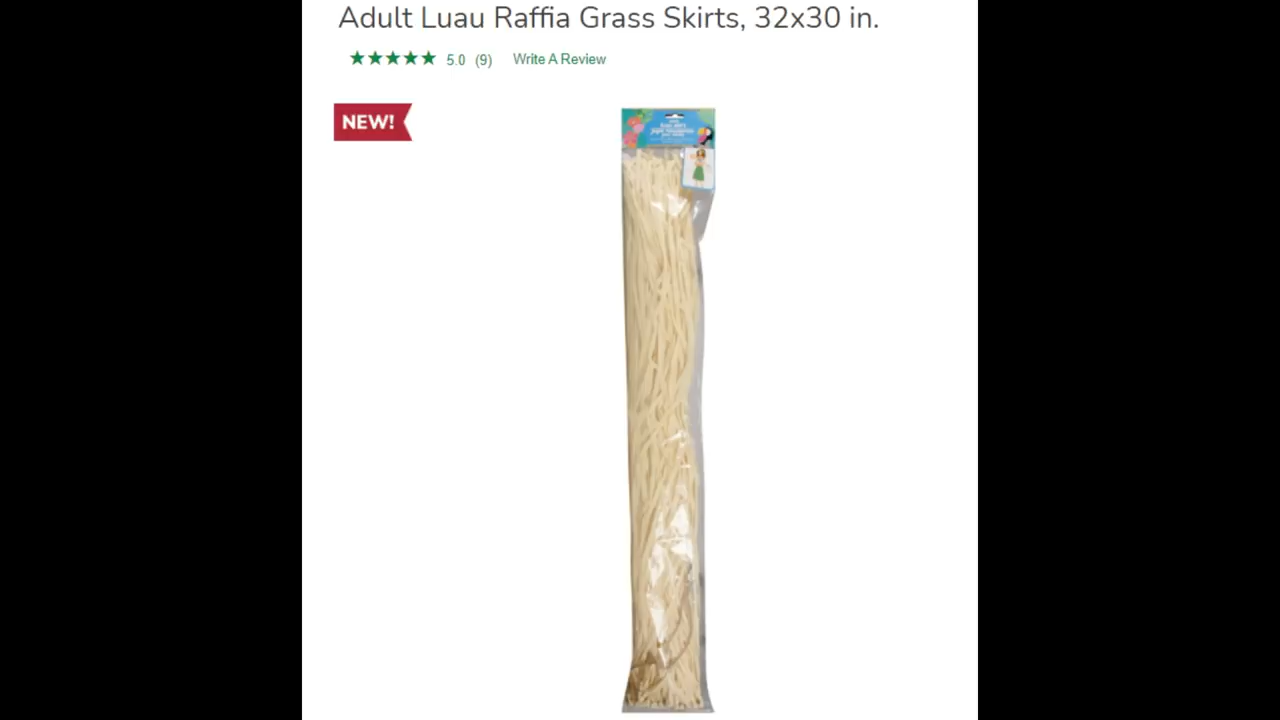 Adult Luau Raffia Grass Skirts, 32x30 in.
5.0 (9) Write A Review
NEW!